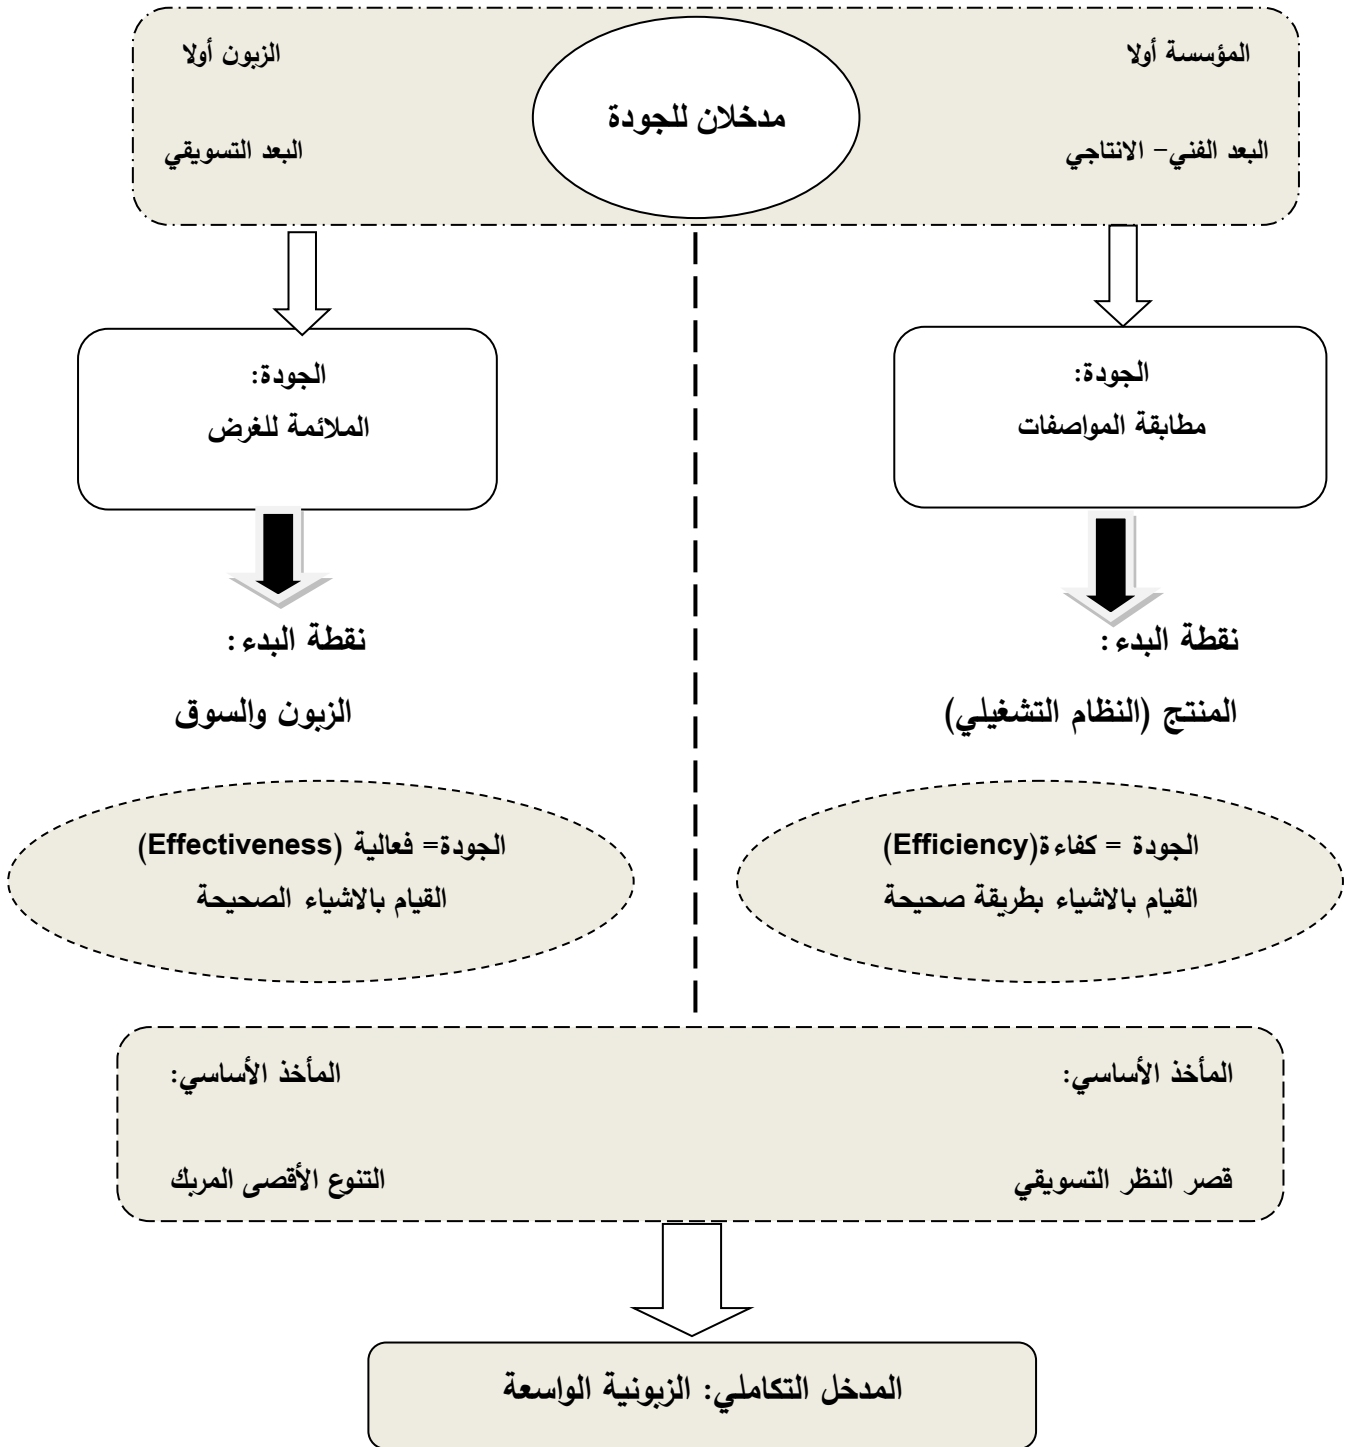 مدخلان للجودة
المؤسسة أولا
البعد الفني- الانتاجي
الزبون أولا
البعد التسويقي
الجودة:
مطابقة المواصفات
الجودة:
الملائمة للغرض
نقطة البدء:
المنتج (النظام التشغيلي)
نقطة البدء:
الزبون والسوق
الجودة = كفاءة(Efficiency)
القيام بالاشياء بطريقة صحيحة
الجودة= فعالية (Effectiveness)
القيام بالاشياء الصحيحة
المأخذ الأساسي:
قصر النظر التسويقي
المأخذ الأساسي:
التنوع الأقصى المربك
المدخل التكاملي: الزبونية الواسعة